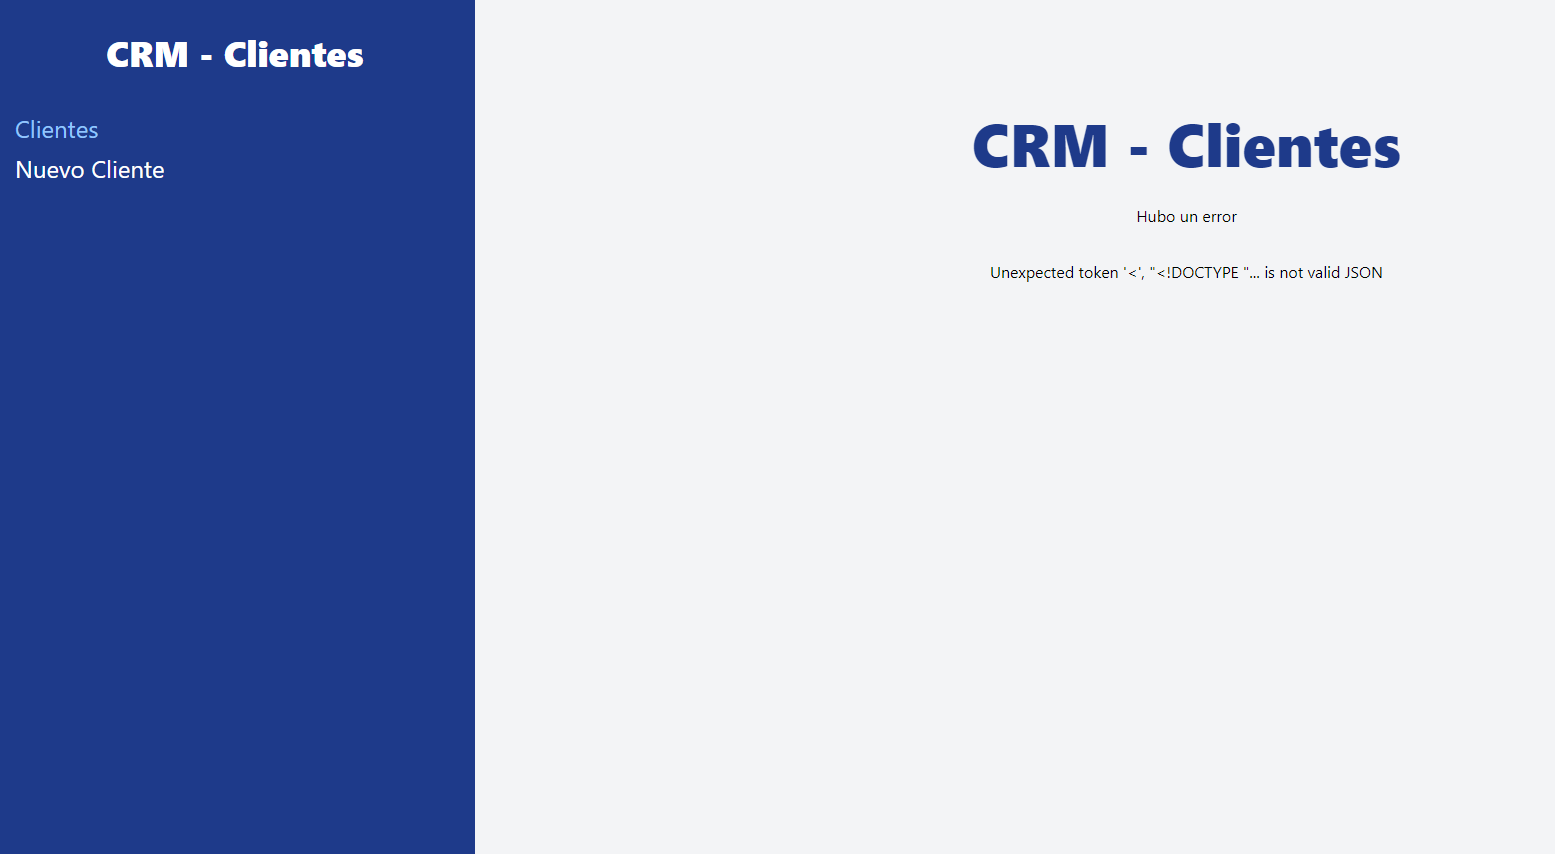 CRM - Clientes
Clientes
Nuevo Cliente
CRM - Clientes
Hubo un error
Unexpected token '<', "<!DOCTYPE "... is not valid JSON